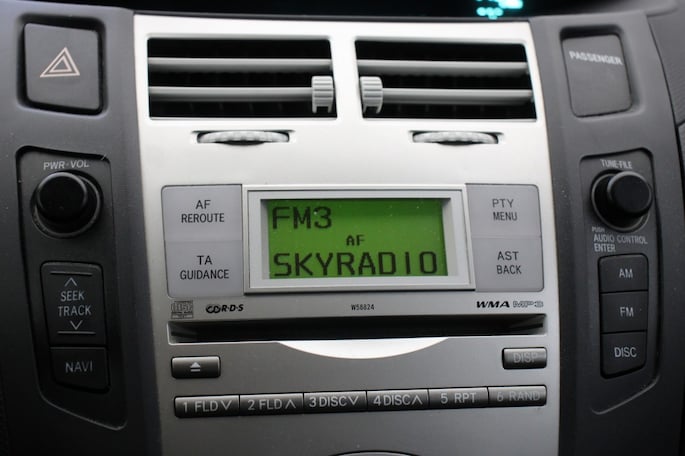 PASSENGER
PWR·VOL
TUNE·FILE
AF
REROUTE
FM3
AF
SKYRADIO
PTY
MENU
PUSH
AUDIO CONTROL
ENTER
TA
GUIDANCE
AST
BACK
SEEK
TRACK
AM
FM
R·D·S
W58824
WMA MP3
NAVI
DISC
DISP
1 FLD ∨
2 FLD ∧
3 DISC ∨
4 DISC ∧
5 RPT
6 RAND